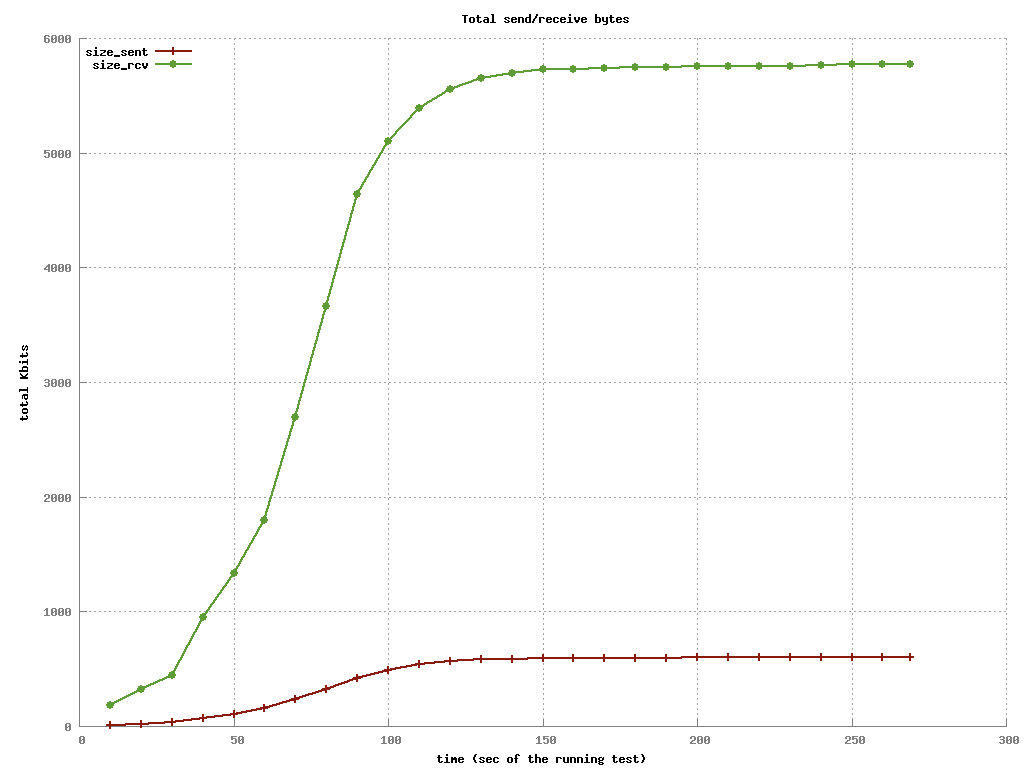 Total send/receive bytes
size_sent
size_rcv
6000
5000
4000
3000
2000
1000
0
total Kbits
0 50 100 150 200 250 300
time (sec of the running test)